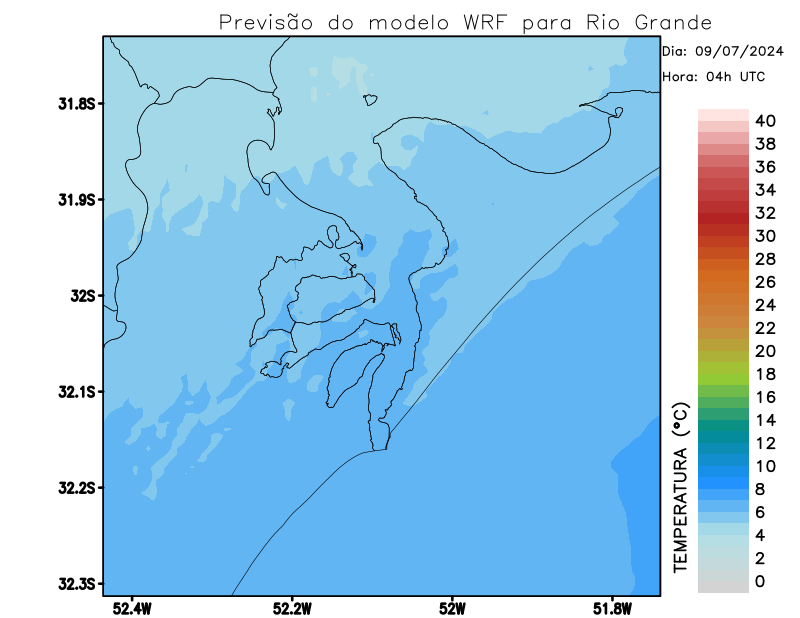 Previsão do modelo WRF para Rio Grande
Dia: 09/07/2024
Hora: 04h UTC
31.8S
31.9S
32S
32.1S
32.2S
32.3S
52.4W
52.2W
52W
51.8W
TEMPERATURA (°C)
40
38
36
34
32
30
28
26
24
22
20
18
16
14
12
10
8
6
4
2
0